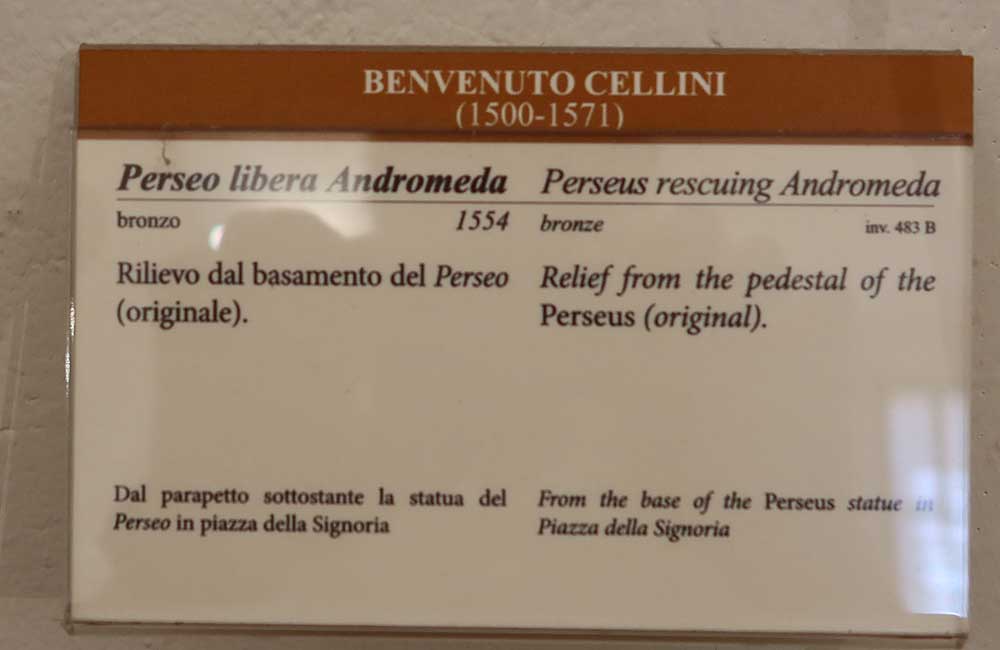 BENVENUTO CELLINI
(1500-1571)
Perseo libera Andromeda
bronzo 1554
Rilievo dal basamento del Perseo
(originale).
Dal parapetto sottostante la statua del
Perseo in piazza della Signoria
Perseus rescuing Andromeda
bronze inv. 483 B
Relief from the pedestal of the
Perseus (original).
From the base of the Perseus statue in
Piazza della Signoria